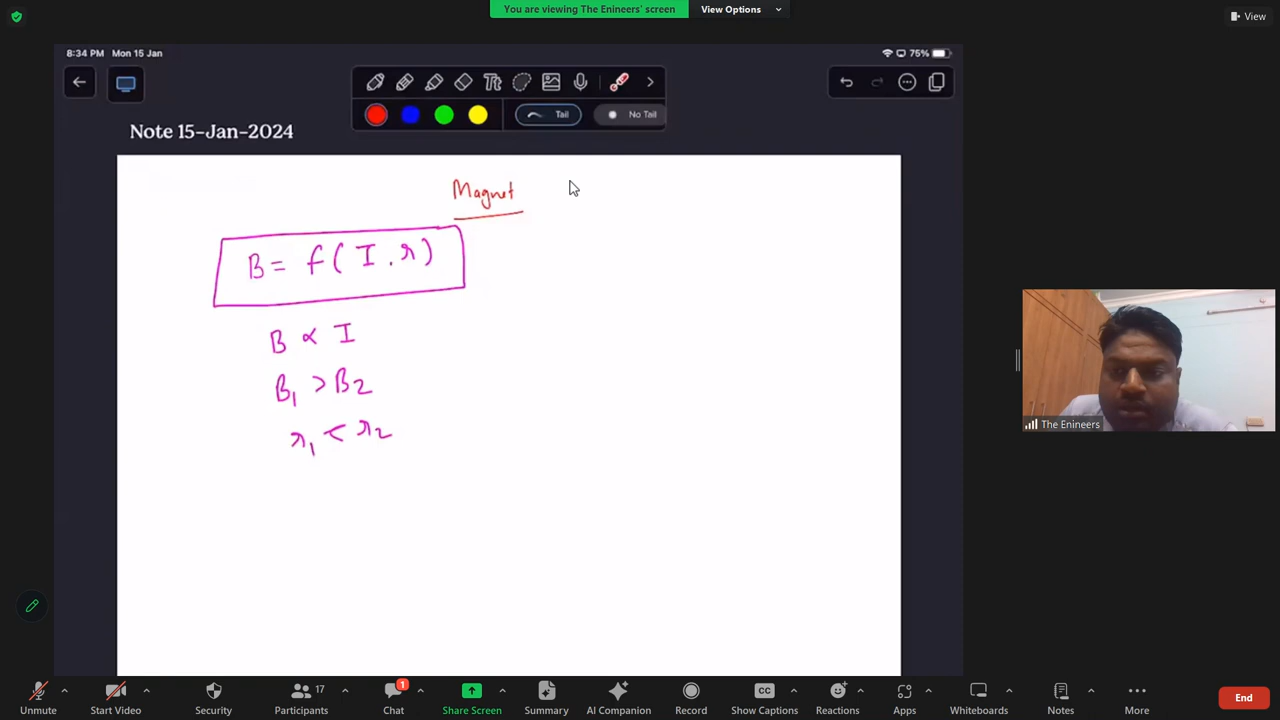 You are viewing The Enineers' screen
View Options
View
8:34 PM Mon 15 Jan
75%
Tail
No Tail
Note 15-Jan-2024
Magnet
B = f( I . r )
B ∝ I
B₁ > B₂
r₁ < r₂
The Enineers
17
1
CC
Unmute
Start Video
Security
Participants
Chat
Share Screen
Summary
AI Companion
Record
Show Captions
Reactions
Apps
Whiteboards
Notes
More
End